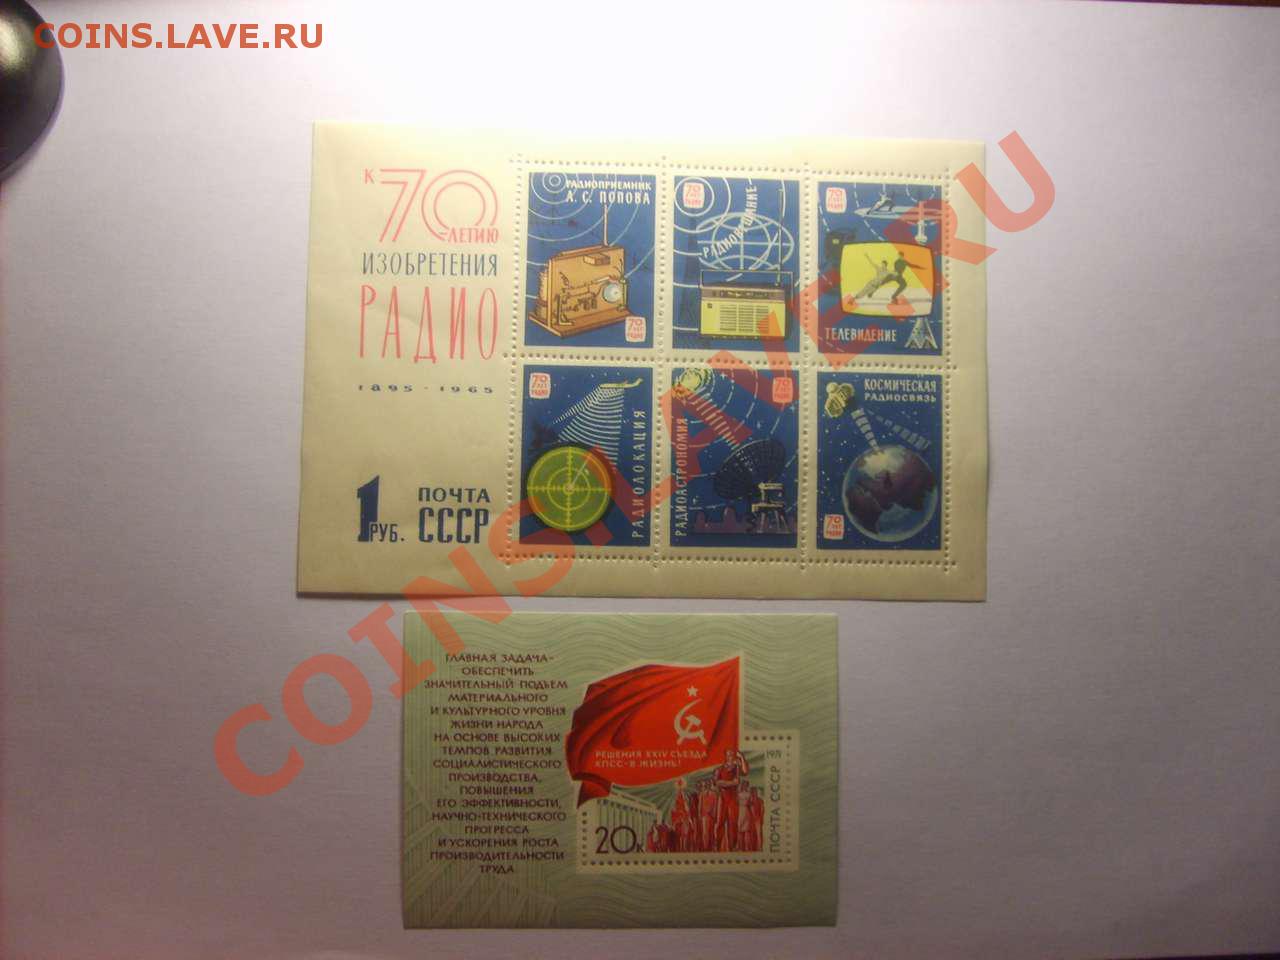 COINS.LAVE.RU
К 70
ЛЕТИЮ
ИЗОБРЕТЕНИЯ
РАДИО
1895 - 1965
1 РУБ.
ПОЧТА
СССР
РАДИОПРИЕМНИК
А. С. ПОПОВА
70
ЛЕТ
РАДИО
70
ЛЕТ
РАДИО
РАДИОВЕЩАНИЕ
70
ЛЕТ
РАДИО
ТЕЛЕВИДЕНИЕ
70
ЛЕТ
РАДИО
РАДИОЛОКАЦИЯ
70
ЛЕТ
РАДИО
РАДИОАСТРОНОМИЯ
КОСМИЧЕСКАЯ
РАДИОСВЯЗЬ
70
ЛЕТ
РАДИО
ГЛАВНАЯ ЗАДАЧА-
ОБЕСПЕЧИТЬ
ЗНАЧИТЕЛЬНЫЙ ПОДЪЕМ
МАТЕРИАЛЬНОГО
И КУЛЬТУРНОГО УРОВНЯ
ЖИЗНИ НАРОДА
НА ОСНОВЕ ВЫСОКИХ
ТЕМПОВ РАЗВИТИЯ
СОЦИАЛИСТИЧЕСКОГО
ПРОИЗВОДСТВА,
ПОВЫШЕНИЯ
ЕГО ЭФФЕКТИВНОСТИ,
НАУЧНО-ТЕХНИЧЕСКОГО
ПРОГРЕССА
И УСКОРЕНИЯ РОСТА
ПРОИЗВОДИТЕЛЬНОСТИ
ТРУДА
РЕШЕНИЯ XXIV СЪЕЗДА
КПСС-В ЖИЗНЬ!
1971
ПОЧТА СССР
20К
COINS.LAVE.RU